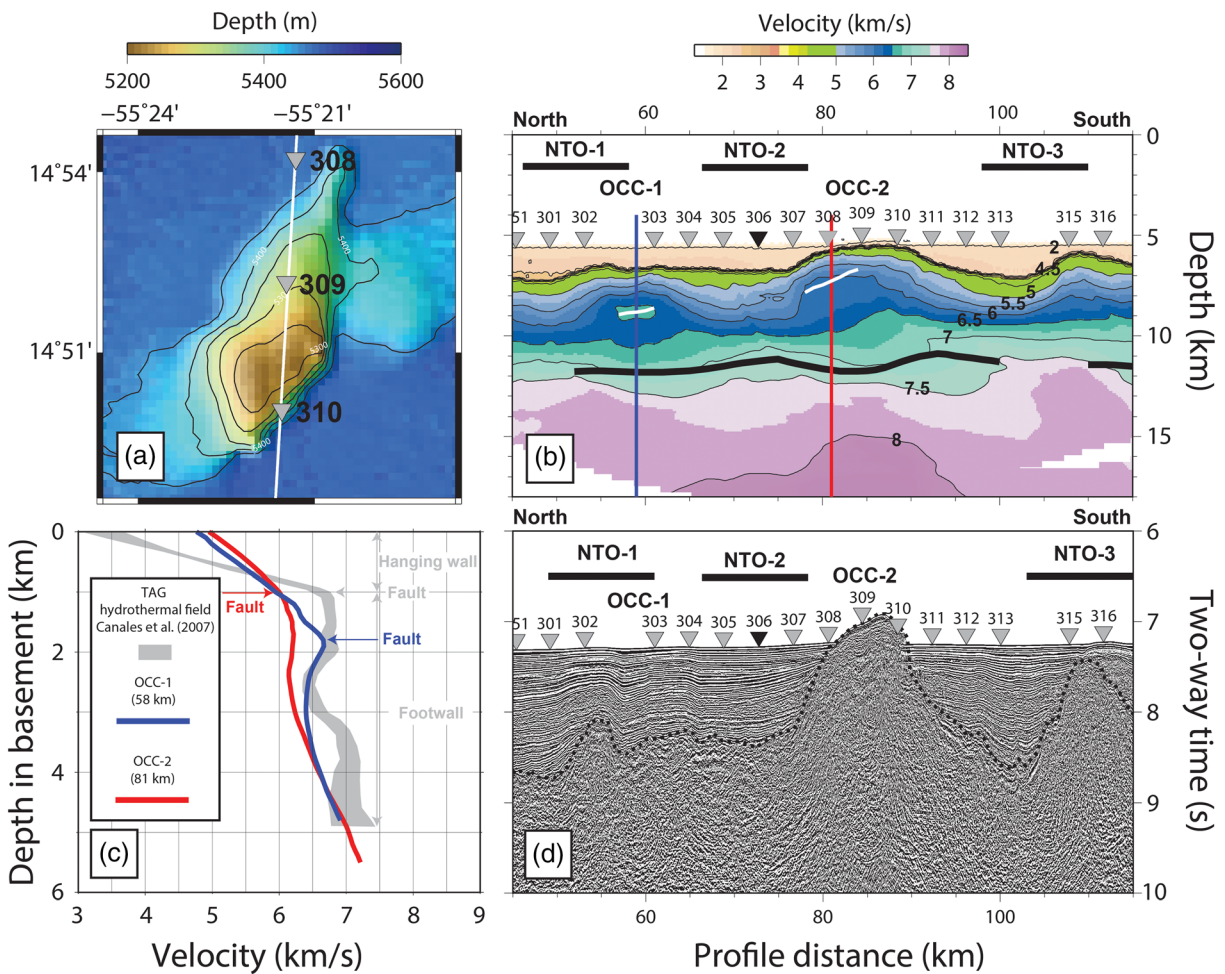 Depth (m)
5200 5400 5600
−55˚24' −55˚21'
14˚54'
14˚51'
308
309
310
5400
5400
5300
5400
(a)
Velocity (km/s)
2 3 4 5 6 7 8
North 60 80 100 South
NTO-1 NTO-2 NTO-3
OCC-1 OCC-2
51 301 302 303 304 305 306 307 308 309 310 311 312 313 315 316
2
4.5
5
5.5
6
6.5
7
7.5
8
(b)
0
5
10
15
Depth (km)
0
2
4
6
Depth in basement (km)
Hanging wall
Fault
Footwall
Fault
Fault
TAG
hydrothermal field
Canales et al. (2007)
OCC-1
(58 km)
OCC-2
(81 km)
(c)
3 4 5 6 7 8 9
Velocity (km/s)
North South
NTO-1 NTO-2 NTO-3
OCC-1 OCC-2
51 301 302 303 304 305 306 307 308 309 310 311 312 313 315 316
(d)
6
7
8
9
10
Two-way time (s)
60 80 100
Profile distance (km)